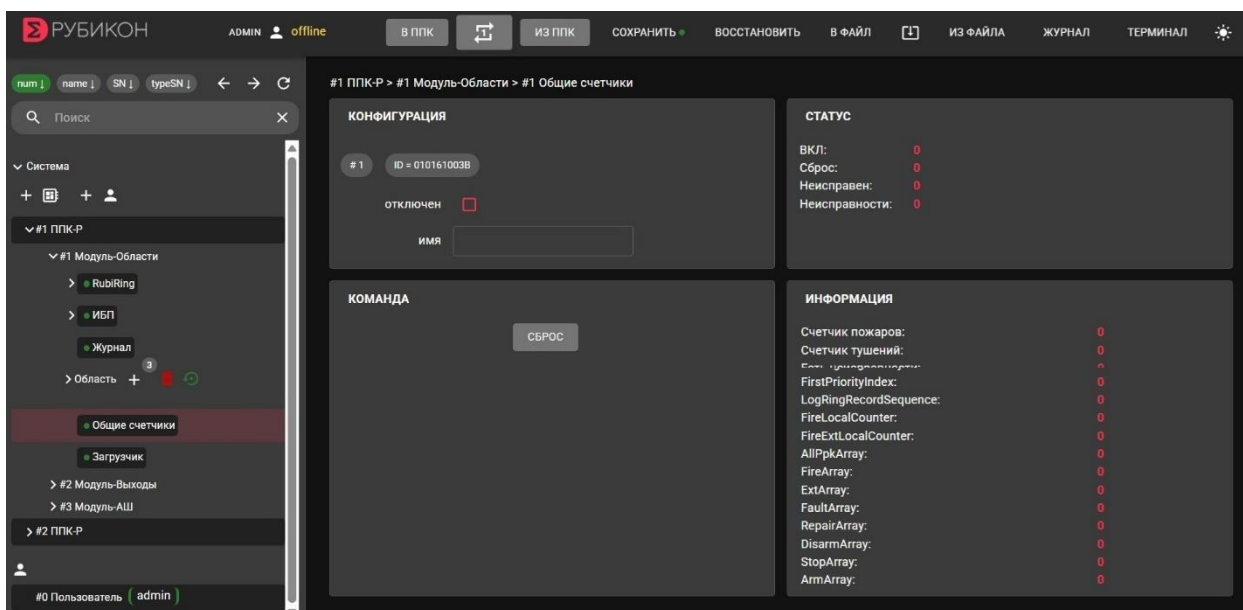 РУБИКОН ADMIN offline В ППК 1 ИЗ ППК СОХРАНИТЬ ВОССТАНОВИТЬ В ФАЙЛ ИЗ ФАЙЛА ЖУРНАЛ ТЕРМИНАЛ
num ↓ name ↓ SN ↓ typeSN ↓
Поиск
Система
#1 ППК-Р
#1 Модуль-Области
RubiRing
ИБП
Журнал
Область 3
Общие счетчики
Загрузчик
#2 Модуль-Выходы
#3 Модуль-АШ
#2 ППК-Р
#0 Пользователь ( admin )
#1 ППК-Р > #1 Модуль-Области > #1 Общие счетчики
КОНФИГУРАЦИЯ
# 1 ID = 010161003B
отключен
имя
СТАТУС
ВКЛ: 0
Сброс: 0
Неисправен: 0
Неисправности: 0
КОМАНДА
СБРОС
ИНФОРМАЦИЯ
Счетчик пожаров: 0
Счетчик тушений: 0
FirstPriorityIndex: 0
LogRingRecordSequence: 0
FireLocalCounter: 0
FireExtLocalCounter: 0
AllPpkArray: 0
FireArray: 0
ExtArray: 0
FaultArray: 0
RepairArray: 0
DisarmArray: 0
StopArray: 0
ArmArray: 0